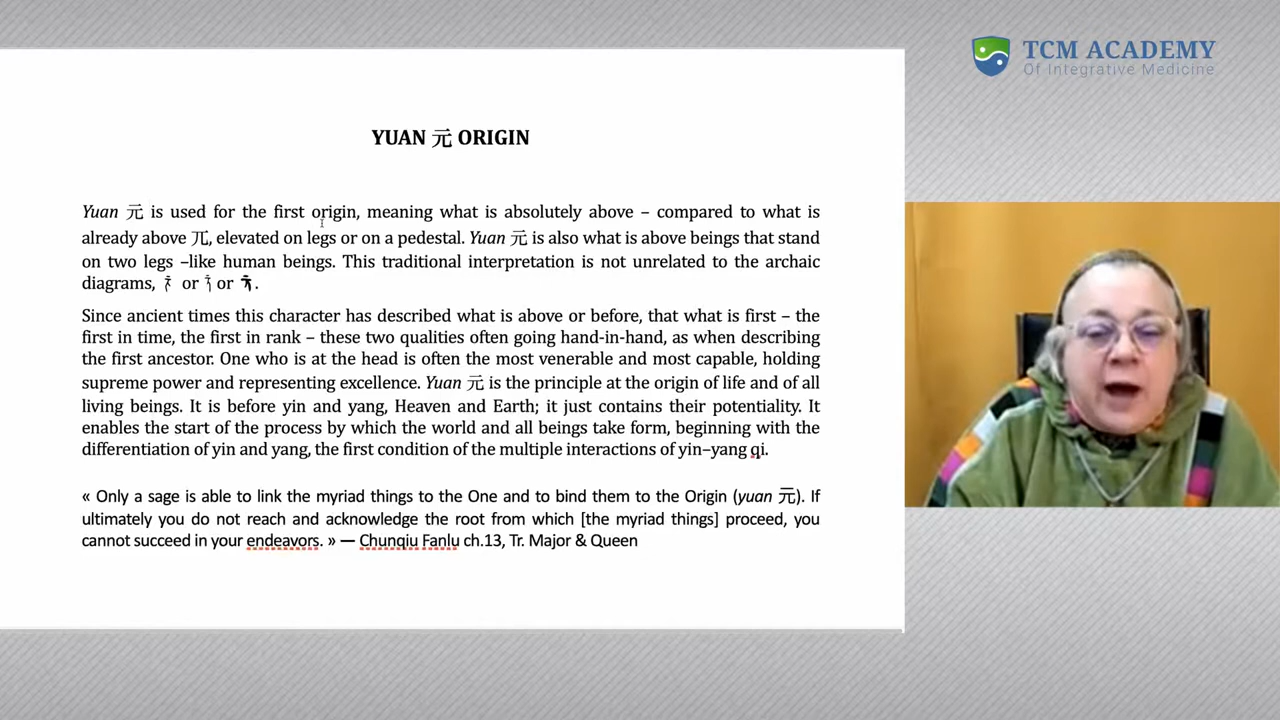 TCM ACADEMY
Of Integrative Medicine
YUAN 元 ORIGIN
Yuan 元 is used for the first origin, meaning what is absolutely above – compared to what is
already above 兀, elevated on legs or on a pedestal. Yuan 元 is also what is above beings that stand
on two legs –like human beings. This traditional interpretation is not unrelated to the archaic
diagrams, or or .
Since ancient times this character has described what is above or before, that what is first – the
first in time, the first in rank – these two qualities often going hand-in-hand, as when describing
the first ancestor. One who is at the head is often the most venerable and most capable, holding
supreme power and representing excellence. Yuan 元 is the principle at the origin of life and of all
living beings. It is before yin and yang, Heaven and Earth; it just contains their potentiality. It
enables the start of the process by which the world and all beings take form, beginning with the
differentiation of yin and yang, the first condition of the multiple interactions of yin–yang qi.
« Only a sage is able to link the myriad things to the One and to bind them to the Origin (yuan 元). If
ultimately you do not reach and acknowledge the root from which [the myriad things] proceed, you
cannot succeed in your endeavors. » — Chunqiu Fanlu ch.13, Tr. Major & Queen